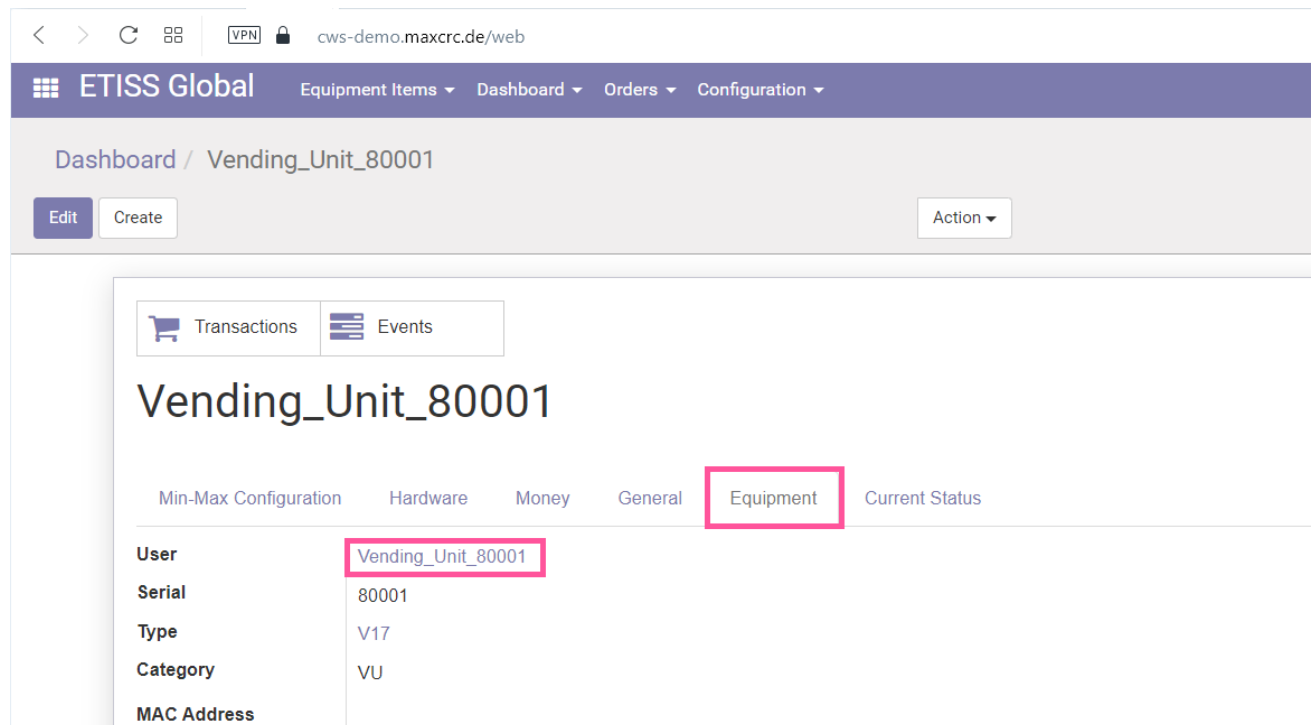 VPN cws-demo.maxcrc.de/web
ETISS Global Equipment Items Dashboard Orders Configuration
Dashboard / Vending_Unit_80001
Edit Create Action
Transactions Events
Vending_Unit_80001
Min-Max Configuration Hardware Money General Equipment Current Status
User Vending_Unit_80001
Serial 80001
Type V17
Category VU
MAC Address